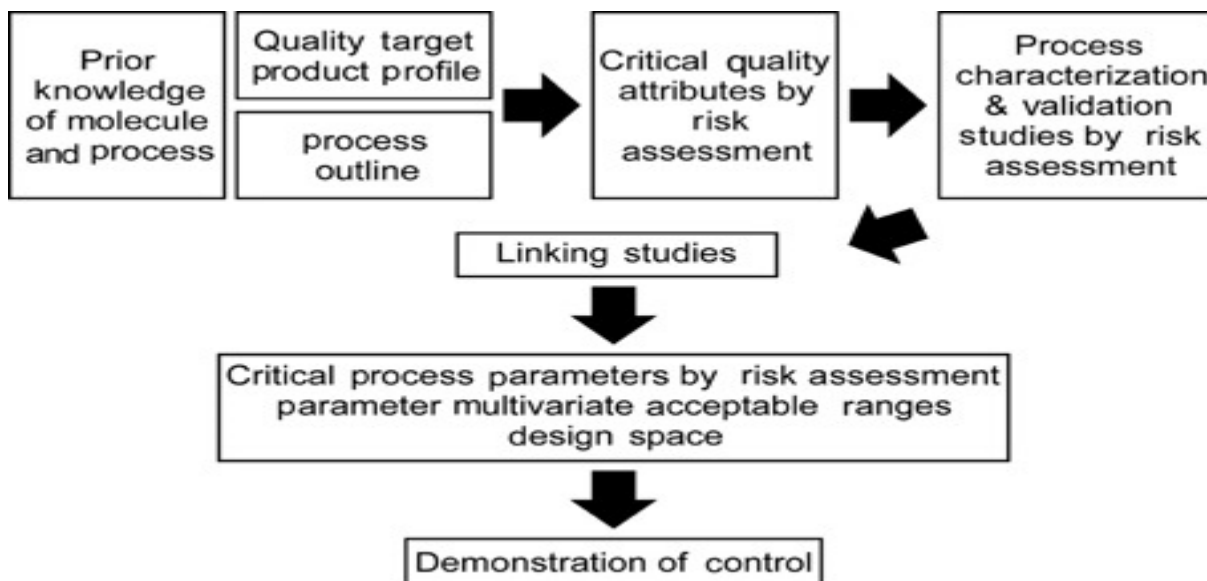 Prior
knowledge
of molecule
and process
Quality target
product profile
process
outline
Critical quality
attributes by
risk
assessment
Process
characterization
& validation
studies by risk
assessment
Linking studies
Critical process parameters by risk assessment
parameter multivariate acceptable ranges
design space
Demonstration of control